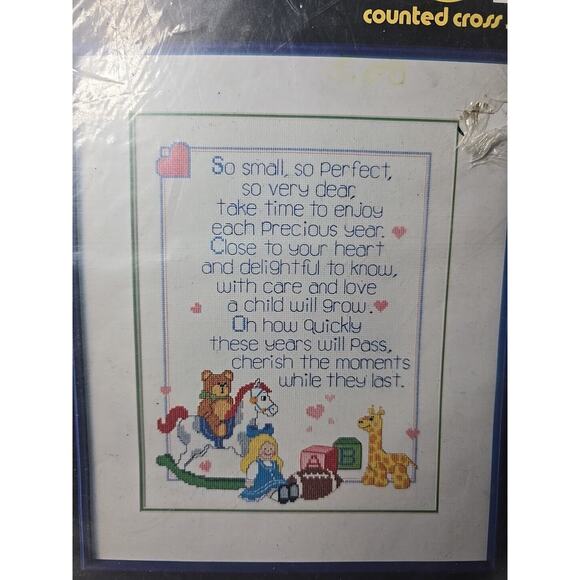 counted cross
So small, so perfect,
so very dear,
take time to enjoy
each precious year.
Close to your heart
and delightful to know,
with care and love
a child will grow.
Oh how quickly
these years will pass,
cherish the moments
while they last.
A B